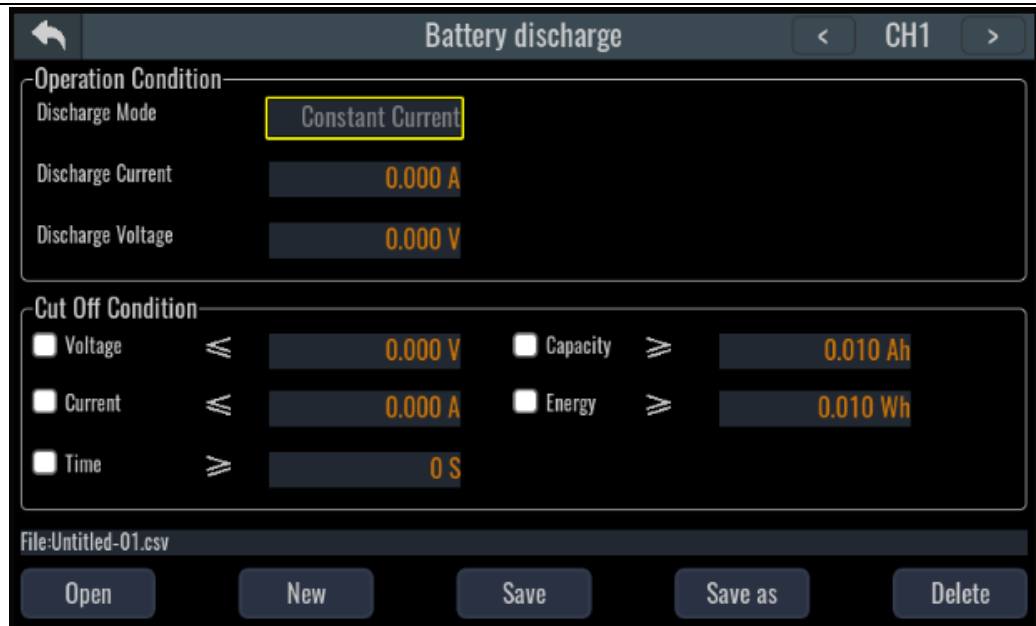 Battery discharge < CH1 >
Operation Condition
Discharge Mode Constant Current
Discharge Current 0.000 A
Discharge Voltage 0.000 V
Cut Off Condition
Voltage ≤ 0.000 V Capacity ≥ 0.010 Ah
Current ≤ 0.000 A Energy ≥ 0.010 Wh
Time ≥ 0 S
File:Untitled-01.csv
Open New Save Save as Delete